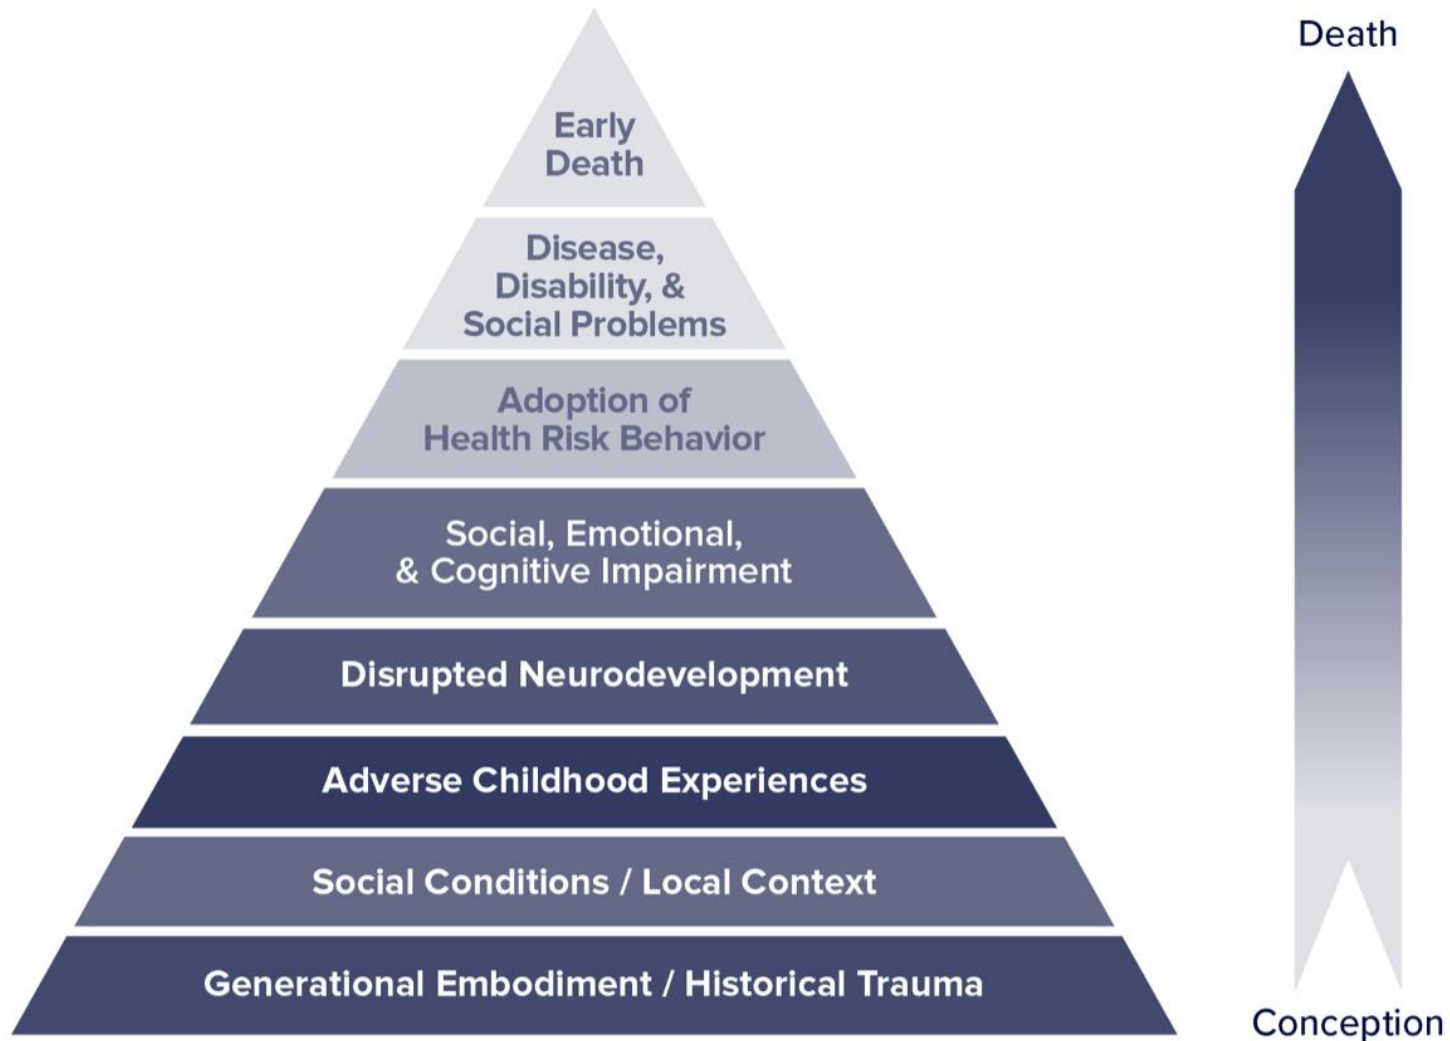 Death
Early
Death
Disease,
Disability, &
Social Problems
Adoption of
Health Risk Behavior
Social, Emotional,
& Cognitive Impairment
Disrupted Neurodevelopment
Adverse Childhood Experiences
Social Conditions / Local Context
Generational Embodiment / Historical Trauma
Conception